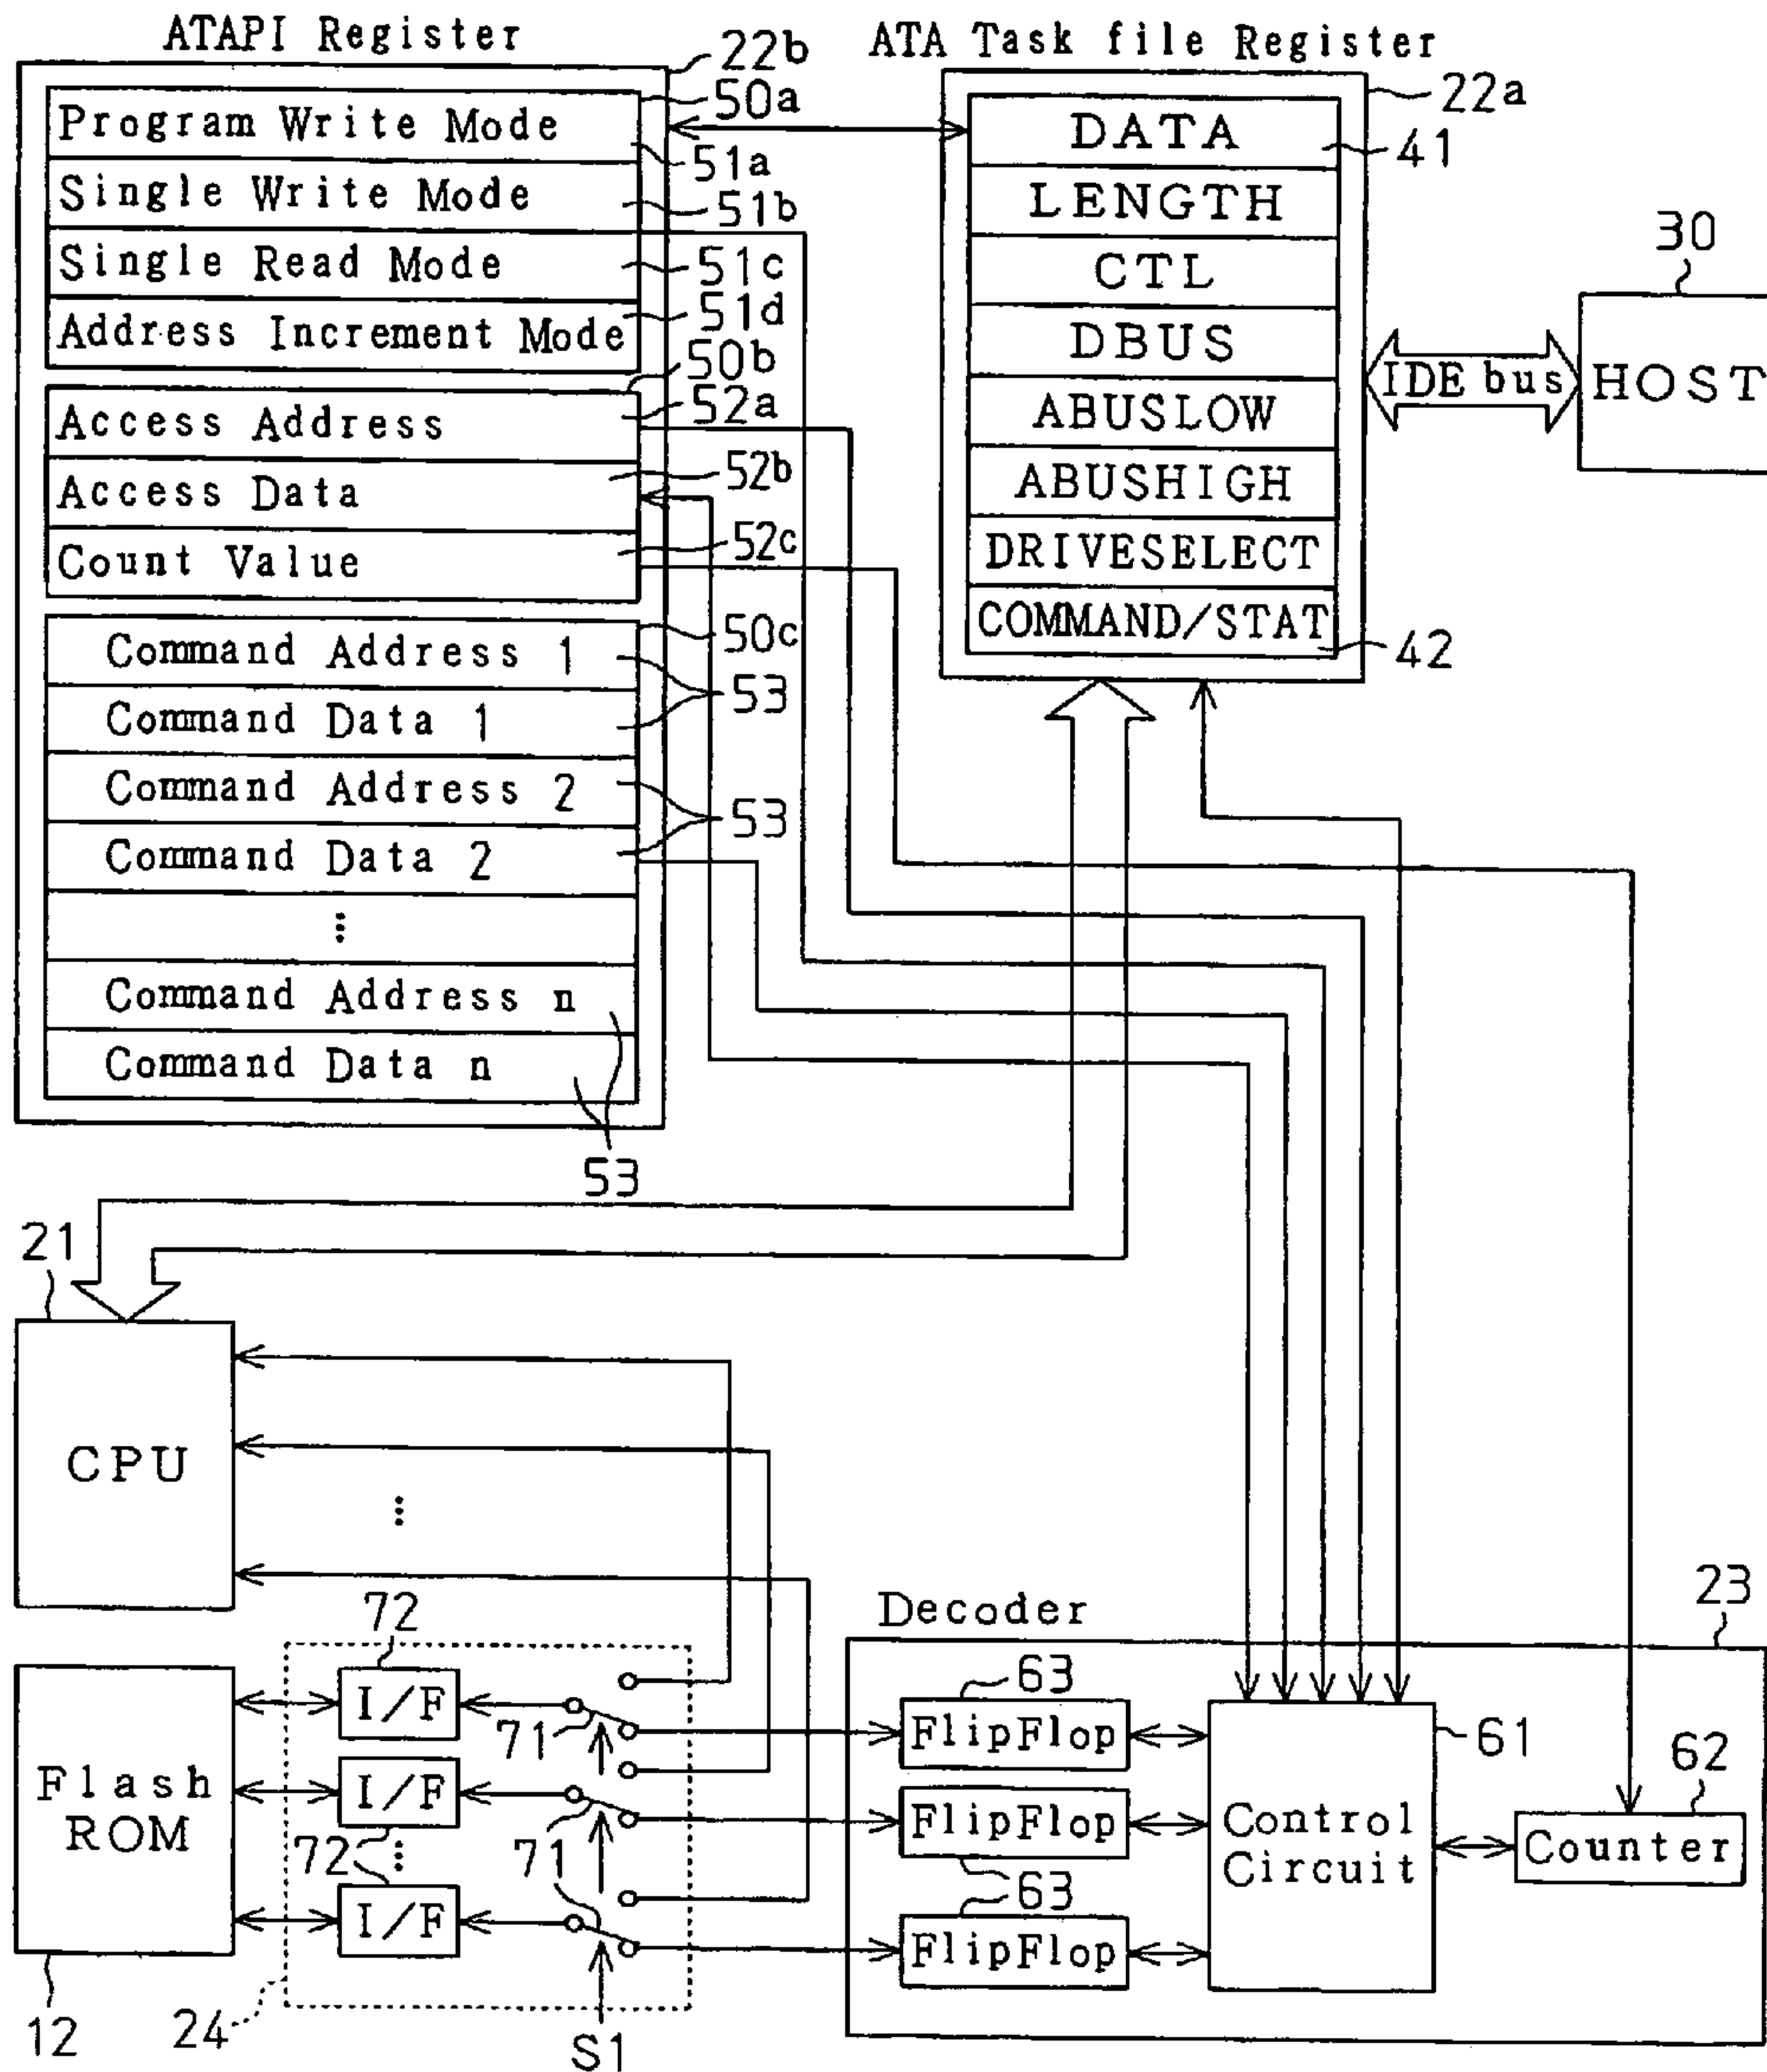 ATAPI Register
22b
50a
Program Write Mode
51a
Single Write Mode
51b
Single Read Mode
51c
Address Increment Mode
51d
50b
Access Address
52a
Access Data
52b
Count Value
52c
50c
Command Address 1
53
Command Data 1
Command Address 2
53
Command Data 2
⋮
Command Address n
Command Data n
53
ATA Task file Register
22a
DATA
41
LENGTH
CTL
DBUS
ABUSLOW
ABUSHIGH
DRIVESELECT
COMMAND/STAT
42
IDE bus
30
HOST
21
CPU
⋮
Flash
ROM
12
72
I/F
71
I/F
72
⋮
71
I/F
24
S1
Decoder
23
63
FlipFlop
FlipFlop
63
FlipFlop
61
Control
Circuit
62
Counter